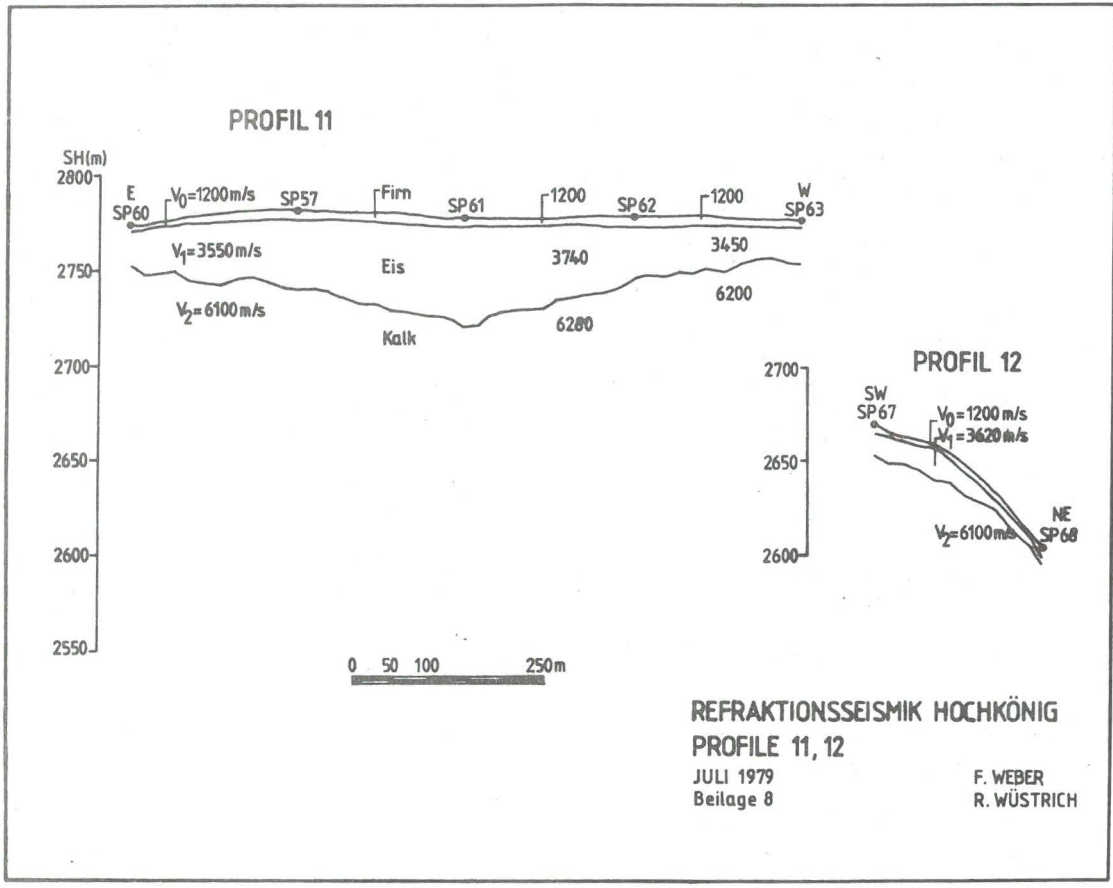 PROFIL 11
SH(m)
2800
2750
2700
2650
2600
2550
E
SP60
V₀=1200m/s
SP57
Firn
SP61
1200
SP62
1200
W
SP63
V₁=3550m/s
Eis
3740
3450
V₂=6100m/s
Kalk
6280
6200
PROFIL 12
2700
2650
2600
SW
SP67
V₀=1200 m/s
V₁=3620m/s
NE
SP68
V₂=6100m/s
0 50 100 250m
REFRAKTIONSSEISMIK HOCHKÖNIG
PROFILE 11, 12
JULI 1979 F. WEBER
Beilage 8 R. WÜSTRICH